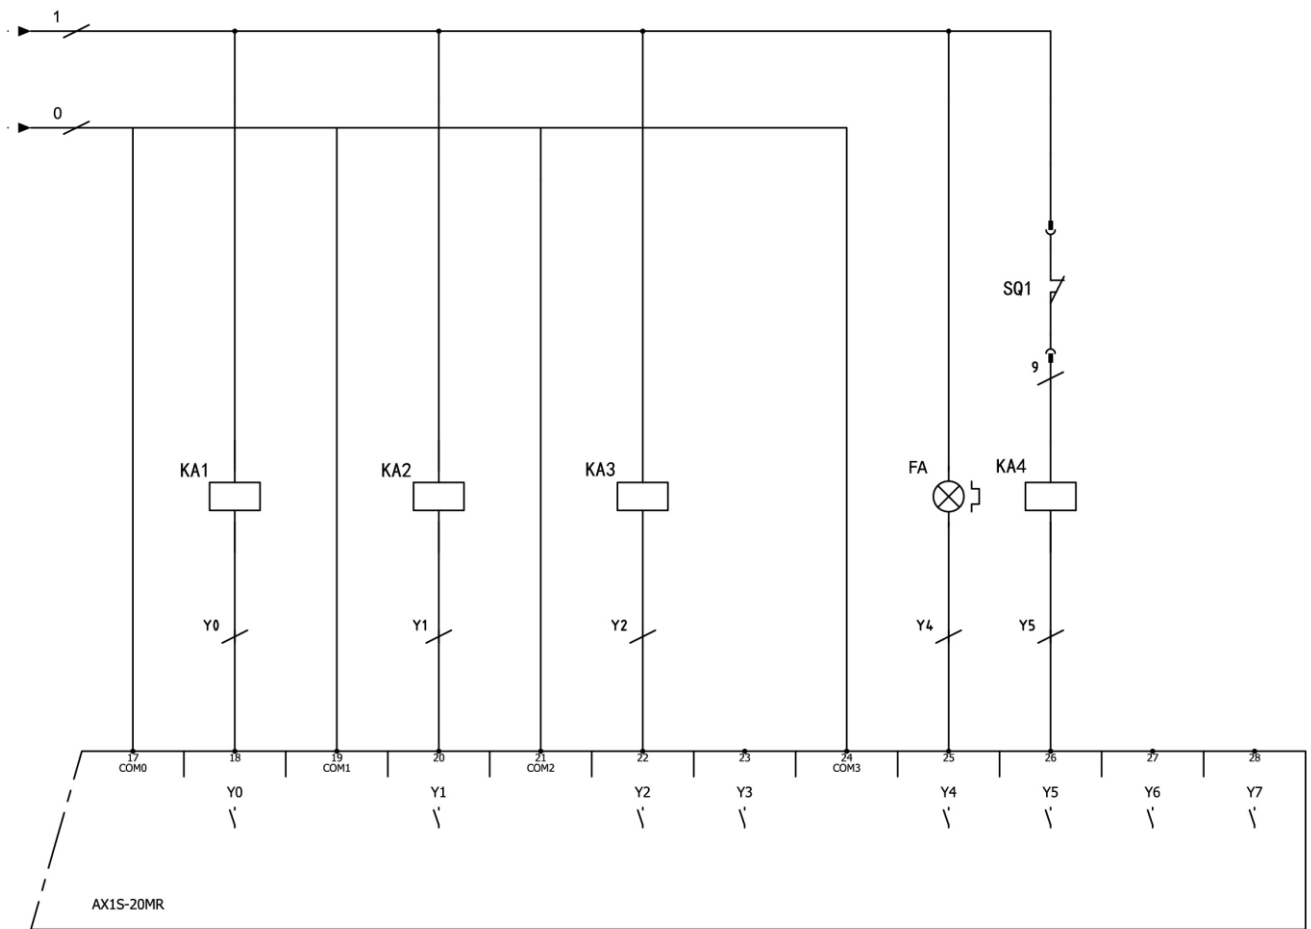 1
0
SQ1
9
KA1
KA2
KA3
FA
KA4
Y0
Y1
Y2
Y4
Y5
17 18 19 20 21 22 23 24 25 26 27 28
COM0 COM1 COM2 COM3
Y0 Y1 Y2 Y3 Y4 Y5 Y6 Y7
AX1S-20MR